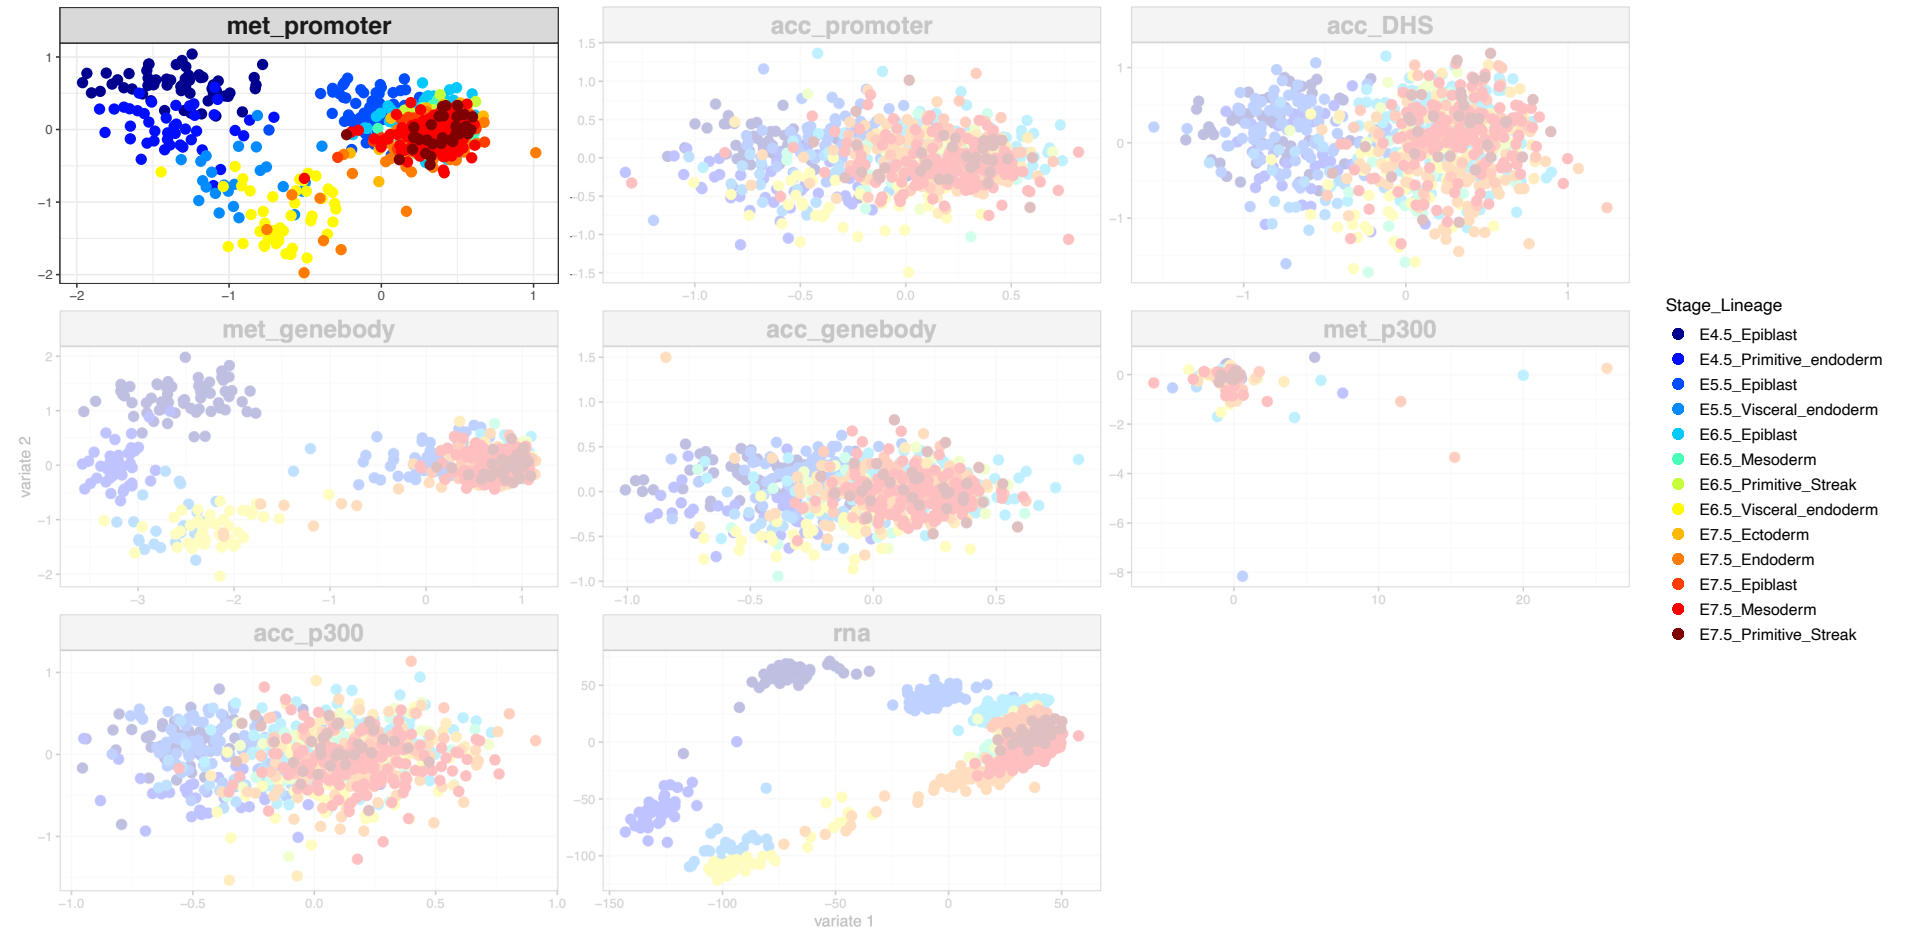 met_promoter
acc_promoter
acc_DHS
1
0
−1
−2
−2
−1
0
1
1.5
1.0
0.5
0.0
−0.5
−1.0
−1.5
−1.0
−0.5
0.0
0.5
1
0
−1
−1
0
1
met_genebody
acc_genebody
met_p300
variate 2
2
1
0
−1
−2
−3
−2
−1
0
1
1.5
1.0
0.5
0.0
−0.5
−1.0
−1.0
−0.5
0.0
0.5
0
−2
−4
−6
−8
0
10
20
acc_p300
rna
1
0
−1
−1.0
−0.5
0.0
0.5
1.0
50
0
−50
−100
−150
−100
−50
0
50
variate 1
Stage_Lineage
E4.5_Epiblast
E4.5_Primitive_endoderm
E5.5_Epiblast
E5.5_Visceral_endoderm
E6.5_Epiblast
E6.5_Mesoderm
E6.5_Primitive_Streak
E6.5_Visceral_endoderm
E7.5_Ectoderm
E7.5_Endoderm
E7.5_Epiblast
E7.5_Mesoderm
E7.5_Primitive_Streak